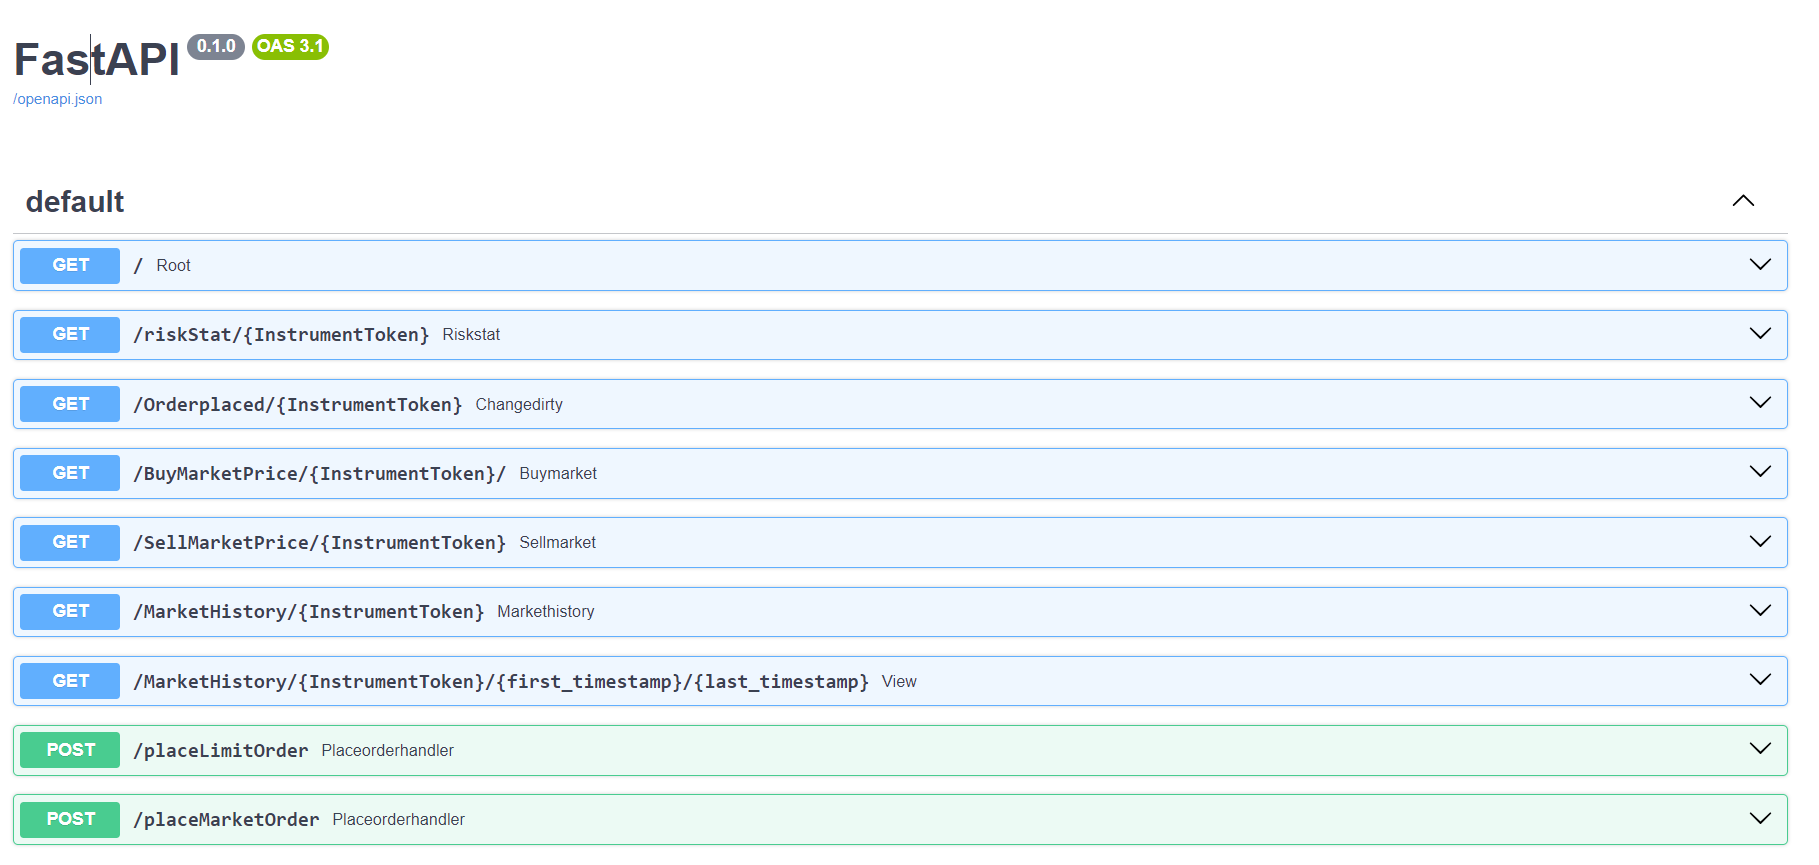 FastAPI 0.1.0 OAS 3.1
/openapi.json
default
GET / Root
GET /riskStat/{InstrumentToken} Riskstat
GET /Orderplaced/{InstrumentToken} Changedirty
GET /BuyMarketPrice/{InstrumentToken}/ Buymarket
GET /SellMarketPrice/{InstrumentToken} Sellmarket
GET /MarketHistory/{InstrumentToken} Markethistory
GET /MarketHistory/{InstrumentToken}/{first_timestamp}/{last_timestamp} View
POST /placeLimitOrder Placeorderhandler
POST /placeMarketOrder Placeorderhandler